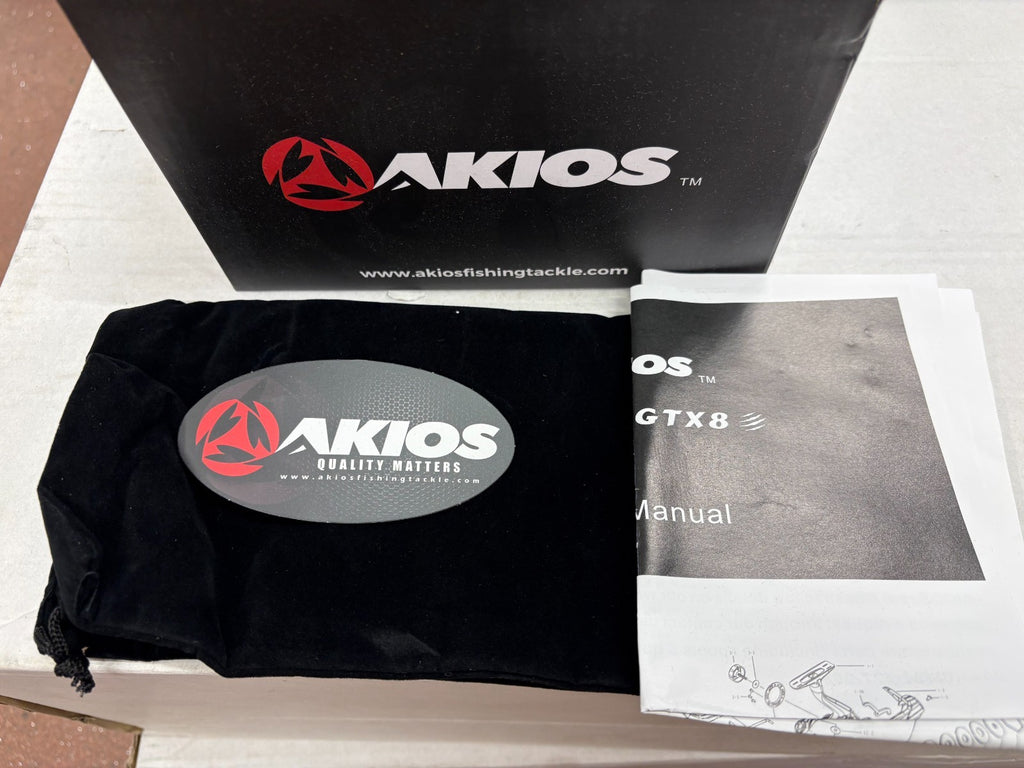 AKIOS TM
www.akiosfishingtackle.com
AKIOS
QUALITY MATTERS
www.akiosfishingtackle.com
OS TM
GTX8
Manual